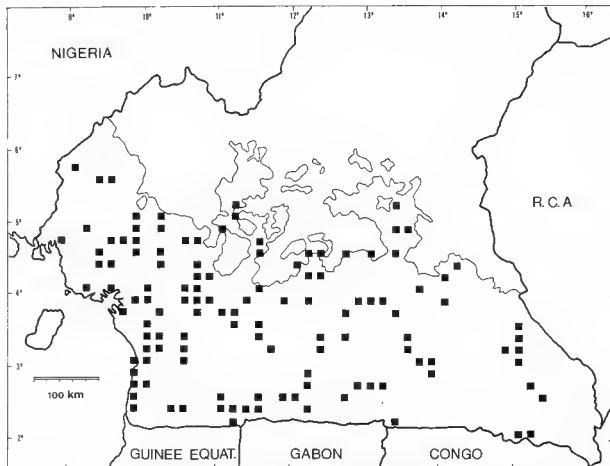 9° 10° 11° 12° 13° 14° 15° 16°
NIGERIA
7°
6°
R.C.A
5°
4°
3°
100 km
2°
GUINEE EQUAT. GABON CONGO